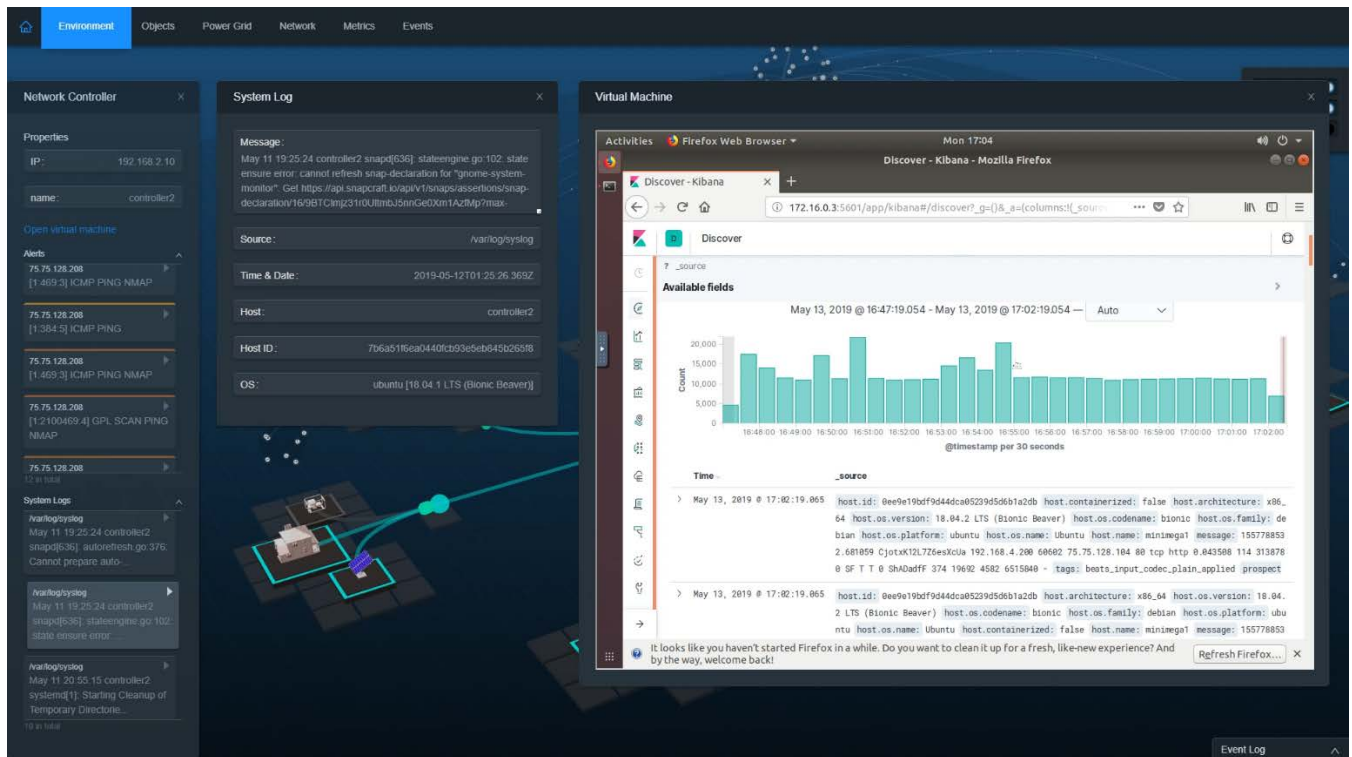 Environment Objects Power Grid Network Metrics Events
Network Controller ×
Properties
IP: 192.168.2.10
name: controller2
Open virtual machine
Alerts
75.75.128.208
[1:469:3] ICMP PING NMAP
75.75.128.208
[1:384:5] ICMP PING
75.75.128.208
[1:469:3] ICMP PING NMAP
75.75.128.208
[1:2100469:4] GPL SCAN PING
NMAP
75.75.128.208
12 in total
System Logs
/var/log/syslog
May 11 19:25:24 controller2
snapd[636]: autorefresh.go:376:
Cannot prepare auto-...
/var/log/syslog
May 11 19:25:24 controller2
snapd[636]: stateengine.go:102:
state ensure error: ...
/var/log/syslog
May 11 20:55:15 controller2
systemd[1]: Starting Cleanup of
Temporary Directorie...
10 in total
System Log ×
Message:
May 11 19:25:24 controller2 snapd[636]: stateengine.go:102: state
ensure error: cannot refresh snap-declaration for "gnome-system-
monitor": Get https://api.snapcraft.io/api/v1/snaps/assertions/snap-
Source: /var/log/syslog
Time & Date: 2019-05-12T01:25:26.369Z
Host: controller2
Host ID: 7b6a51f6ea0440fcb93e5eb645b265f8
OS: ubuntu [18.04.1 LTS (Bionic Beaver)]
Virtual Machine ×
Activities Firefox Web Browser Mon 17:04
Discover - Kibana - Mozilla Firefox
Discover - Kibana × +
172.16.0.3:5601/app/kibana#/discover?_g=()&_a=(columns:!(_sourc
D Discover
? _source
Available fields
May 13, 2019 @ 16:47:19.054 - May 13, 2019 @ 17:02:19.054 — Auto
20,000
15,000
10,000
5,000
0
Count
16:48:00 16:49:00 16:50:00 16:51:00 16:52:00 16:53:00 16:54:00 16:55:00 16:56:00 16:57:00 16:58:00 16:59:00 17:00:00 17:01:00 17:02:00
@timestamp per 30 seconds
Time _source
May 13, 2019 @ 17:02:19.065 host.id: 0ee9e19bdf9d44dca05239d5d6b1a2db host.containerized: false host.architecture: x86_
64 host.os.version: 18.04.2 LTS (Bionic Beaver) host.os.codename: bionic host.os.family: de
bian host.os.platform: ubuntu host.os.name: Ubuntu host.name: minimega1 message: 155778853
2.681059 CjotxK12L7Z6esXcUa 192.168.4.200 60602 75.75.128.104 80 tcp http 0.043508 114 313878
0 SF T T 0 ShADadfF 374 19692 4582 6515840 - tags: beats_input_codec_plain_applied prospect
May 13, 2019 @ 17:02:19.065 host.id: 0ee9e19bdf9d44dca05239d5d6b1a2db host.architecture: x86_64 host.os.version: 18.04.
2 LTS (Bionic Beaver) host.os.codename: bionic host.os.family: debian host.os.platform: ubu
ntu host.os.name: Ubuntu host.containerized: false host.name: minimega1 message: 155778853
It looks like you haven't started Firefox in a while. Do you want to clean it up for a fresh, like-new experience? And
by the way, welcome back!
Refresh Firefox... ×
Event Log